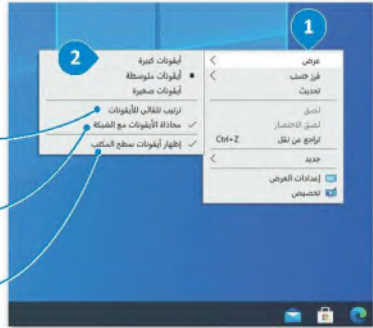 1
عرض
فرز حسب
تحديث
لصق
لصق الاختصار
تراجع عن نقل Ctrl+Z
جديد
إعدادات العرض
تخصيص
2
أيقونات كبيرة
أيقونات متوسطة
أيقونات صغيرة
ترتيب تلقائي للأيقونات
محاذاة الأيقونات مع الشبكة
إظهار أيقونات سطح المكتب